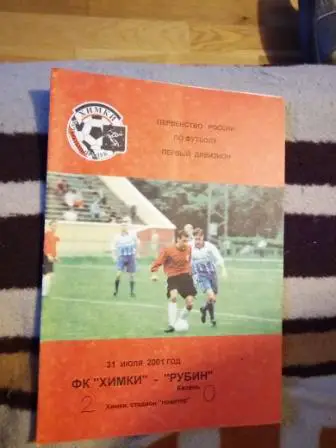 ХИМКИ
ПЕРВЕНСТВО РОССИИ
ПО ФУТБОЛУ
ПЕРВЫЙ ДИВИЗИОН
31 ИЮЛЯ 2001 ГОД
ФК "ХИМКИ" - "РУБИН"
Казань
2 0
Химки, стадион "Новатор"